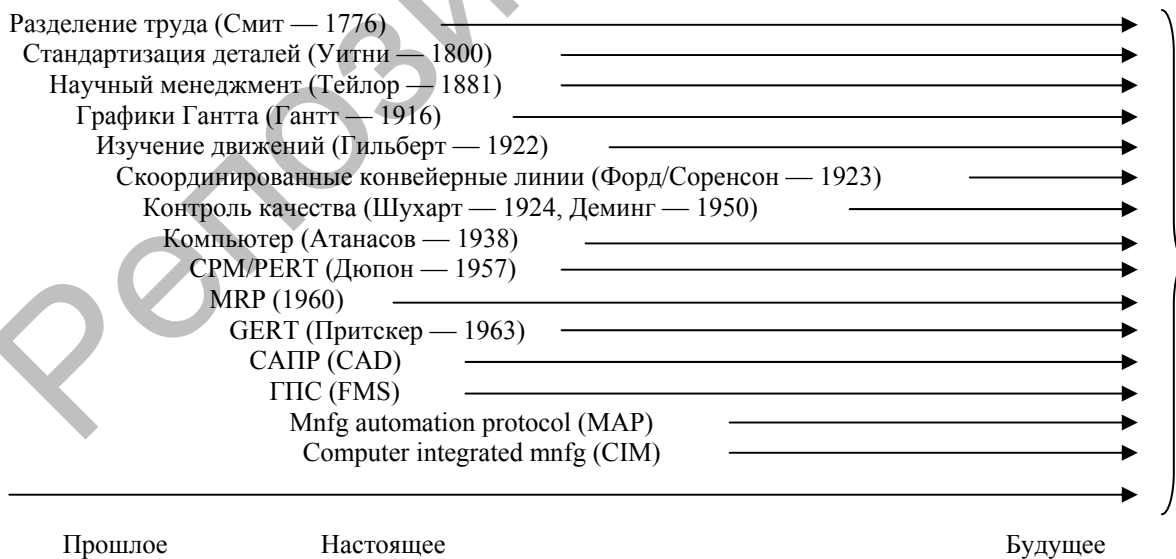 Разделение труда (Смит — 1776)
Стандартизация деталей (Уитни — 1800)
Научный менеджмент (Тейлор — 1881)
Графики Гантта (Гантт — 1916)
Изучение движений (Гильберт — 1922)
Скоординированные конвейерные линии (Форд/Соренсон — 1923)
Контроль качества (Шухарт — 1924, Деминг — 1950)
Компьютер (Атанасов — 1938)
CPM/PERT (Дюпон — 1957)
MRP (1960)
GERT (Притскер — 1963)
САПР (CAD)
ГПС (FMS)
Mnfg automation protocol (MAP)
Computer integrated mnfg (CIM)
Прошлое Настоящее Будущее
Репози